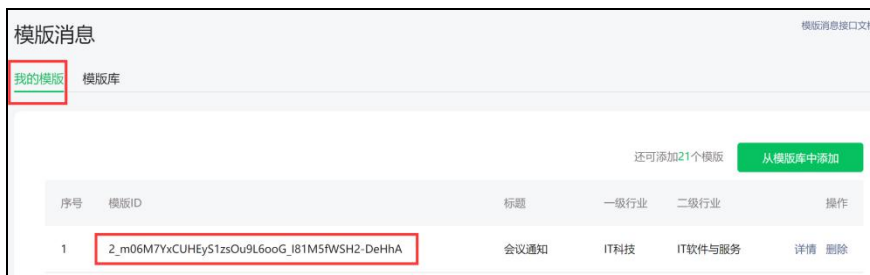 模版消息
模版消息接口文档
我的模版 模版库
还可添加21个模版 从模版库中添加
序号 模版ID 标题 一级行业 二级行业 操作
1 2_m06M7YxCUHEyS1zsOu9L6ooG_I81M5fWSH2-DeHhA 会议通知 IT科技 IT软件与服务 详情 删除